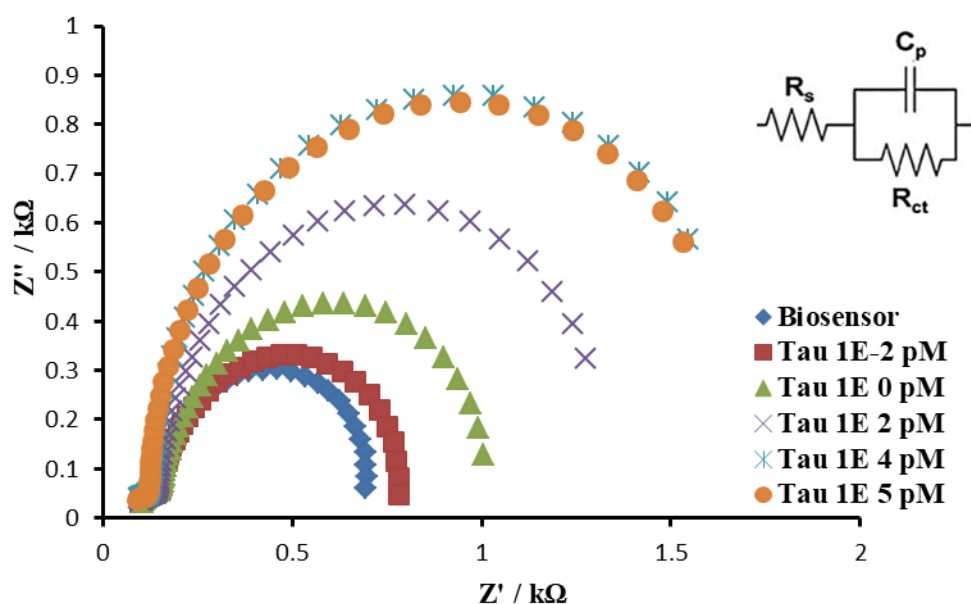 1
0.9
0.8
0.7
0.6
0.5
0.4
0.3
0.2
0.1
0
Z'' / kΩ
0
0.5
1
1.5
2
Z' / kΩ
Rs
Cp
Rct
Biosensor
Tau 1E-2 pM
Tau 1E 0 pM
Tau 1E 2 pM
Tau 1E 4 pM
Tau 1E 5 pM